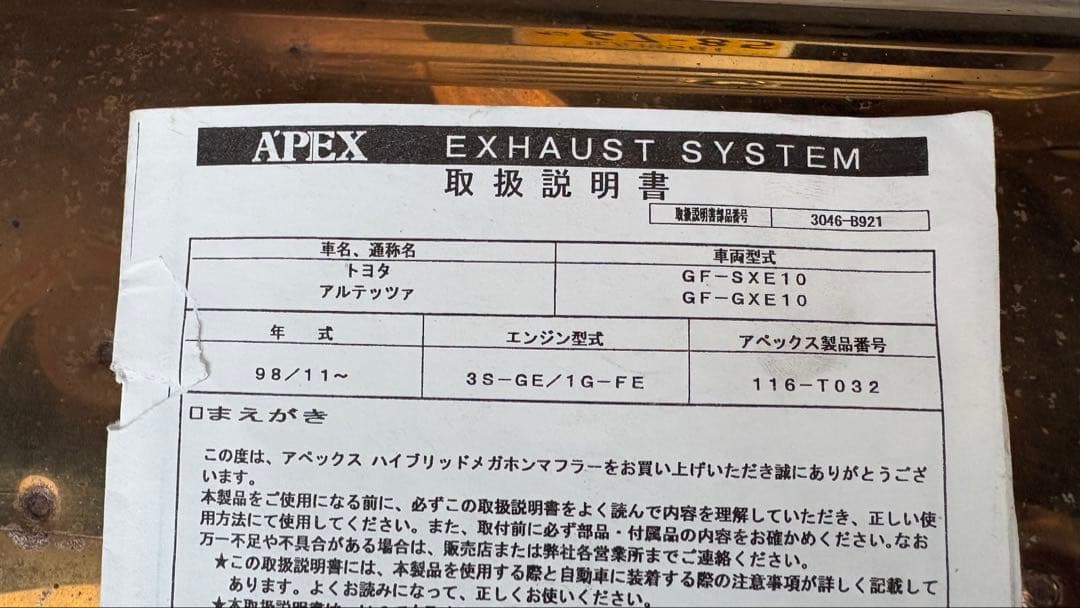 A'PEX EXHAUST SYSTEM
取扱説明書
取扱説明書部品番号 3046-B921
車名、通称名 車両型式
トヨタ GF-SXE10
アルテッツァ GF-GXE10
年 式 エンジン型式 アペックス製品番号
98/11~ 3S-GE/1G-FE 116-T032
□まえがき
この度は、アペックス ハイブリッドメガホンマフラーをお買い上げいただき誠にありがとうござ
います。
本製品をご使用になる前に、必ずこの取扱説明書をよく読んで内容を理解していただき、正しい使
用方法にて使用してください。また、取付前に必ず部品・付属品の内容をお確かめください。なお
万一不足や不具合がある場合は、販売店または弊社各営業所までご連絡ください。
★この取扱説明書には、本製品を使用する際と自動車に装着する際の注意事項が詳しく記載して
あります。よくお読みになって、正しくお使いください。
★本取扱説明書は、